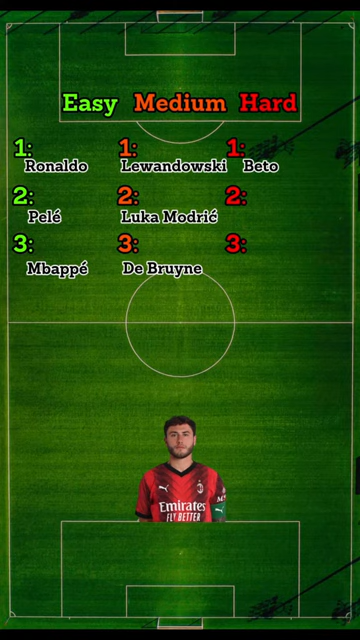 Easy Medium Hard
1: 1: 1:
Ronaldo Lewandowski Beto
2: 2: 2:
Pelé Luka Modrić
3: 3: 3:
Mbappé De Bruyne
Emirates
FLY BETTER